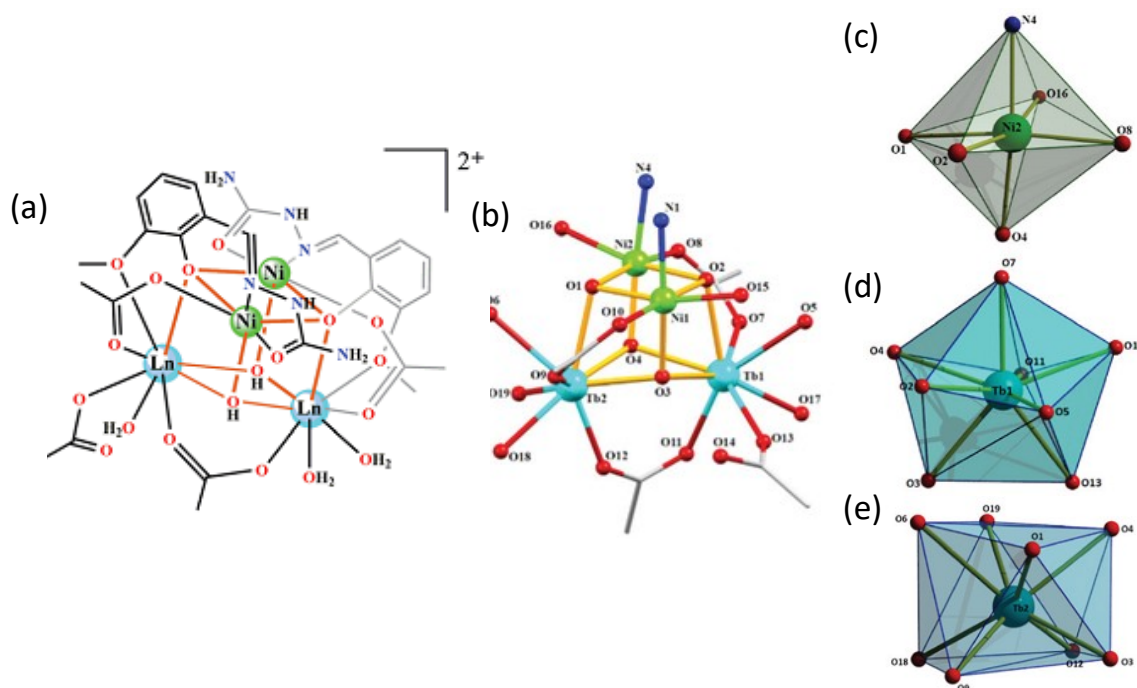 (a)
2+
H₂N
O
NH
N
N
Ni
O
O
O
N
NH
Ni
O
O
O
NH₂
Ln
O
H
O
H
O
O
O
Ln
O
H₂O
O
O
O
OH₂
OH₂
(b)
N4
N1
O16
Ni2
O8
O2
O1
O15
O6
O10
Ni1
O7
O5
O4
O9
Tb1
O19
Tb2
O3
O17
O18
O12
O11
O14
O13
(c)
N4
O16
Ni2
O1
O2
O8
O4
(d)
O7
O4
O11
O1
O2
Tb1
O5
O3
O13
(e)
O6
O19
O1
O4
Tb2
O18
O9
O12
O3